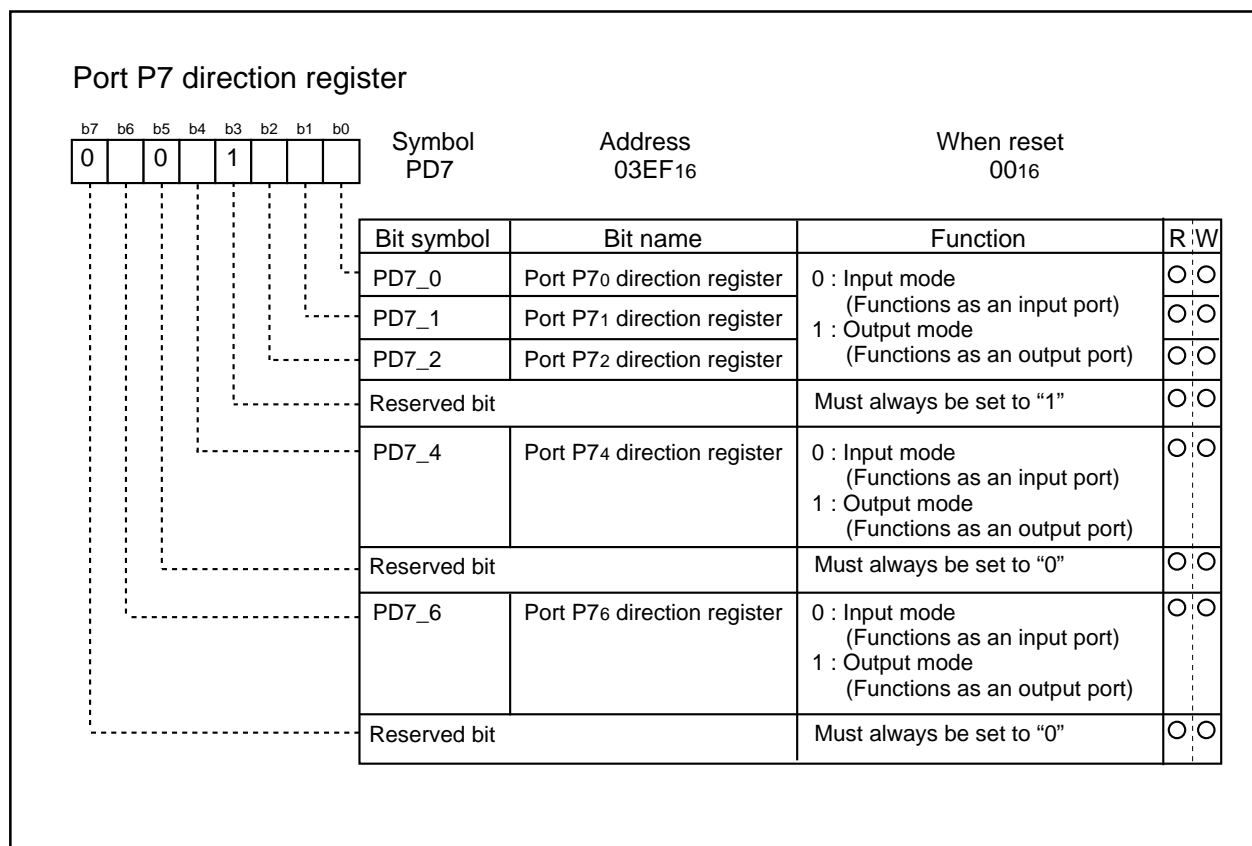 Port P7 direction register
b7 b6 b5 b4 b3 b2 b1 b0
0 0 1
Symbol Address When reset
PD7 03EF16 0016
Bit symbol Bit name Function R W
PD7_0 Port P70 direction register
PD7_1 Port P71 direction register
PD7_2 Port P72 direction register
0 : Input mode
(Functions as an input port)
1 : Output mode
(Functions as an output port)
Reserved bit Must always be set to “1”
PD7_4 Port P74 direction register 0 : Input mode
(Functions as an input port)
1 : Output mode
(Functions as an output port)
Reserved bit Must always be set to “0”
PD7_6 Port P76 direction register 0 : Input mode
(Functions as an input port)
1 : Output mode
(Functions as an output port)
Reserved bit Must always be set to “0”